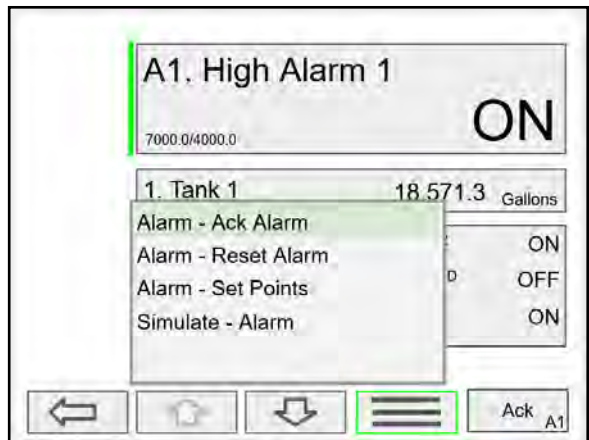 A1. High Alarm 1
ON
7000.0/4000.0
1. Tank 1 18,571.3 Gallons
Alarm - Ack Alarm
ON
Alarm - Reset Alarm
D OFF
Alarm - Set Points
ON
Simulate - Alarm
Ack A1